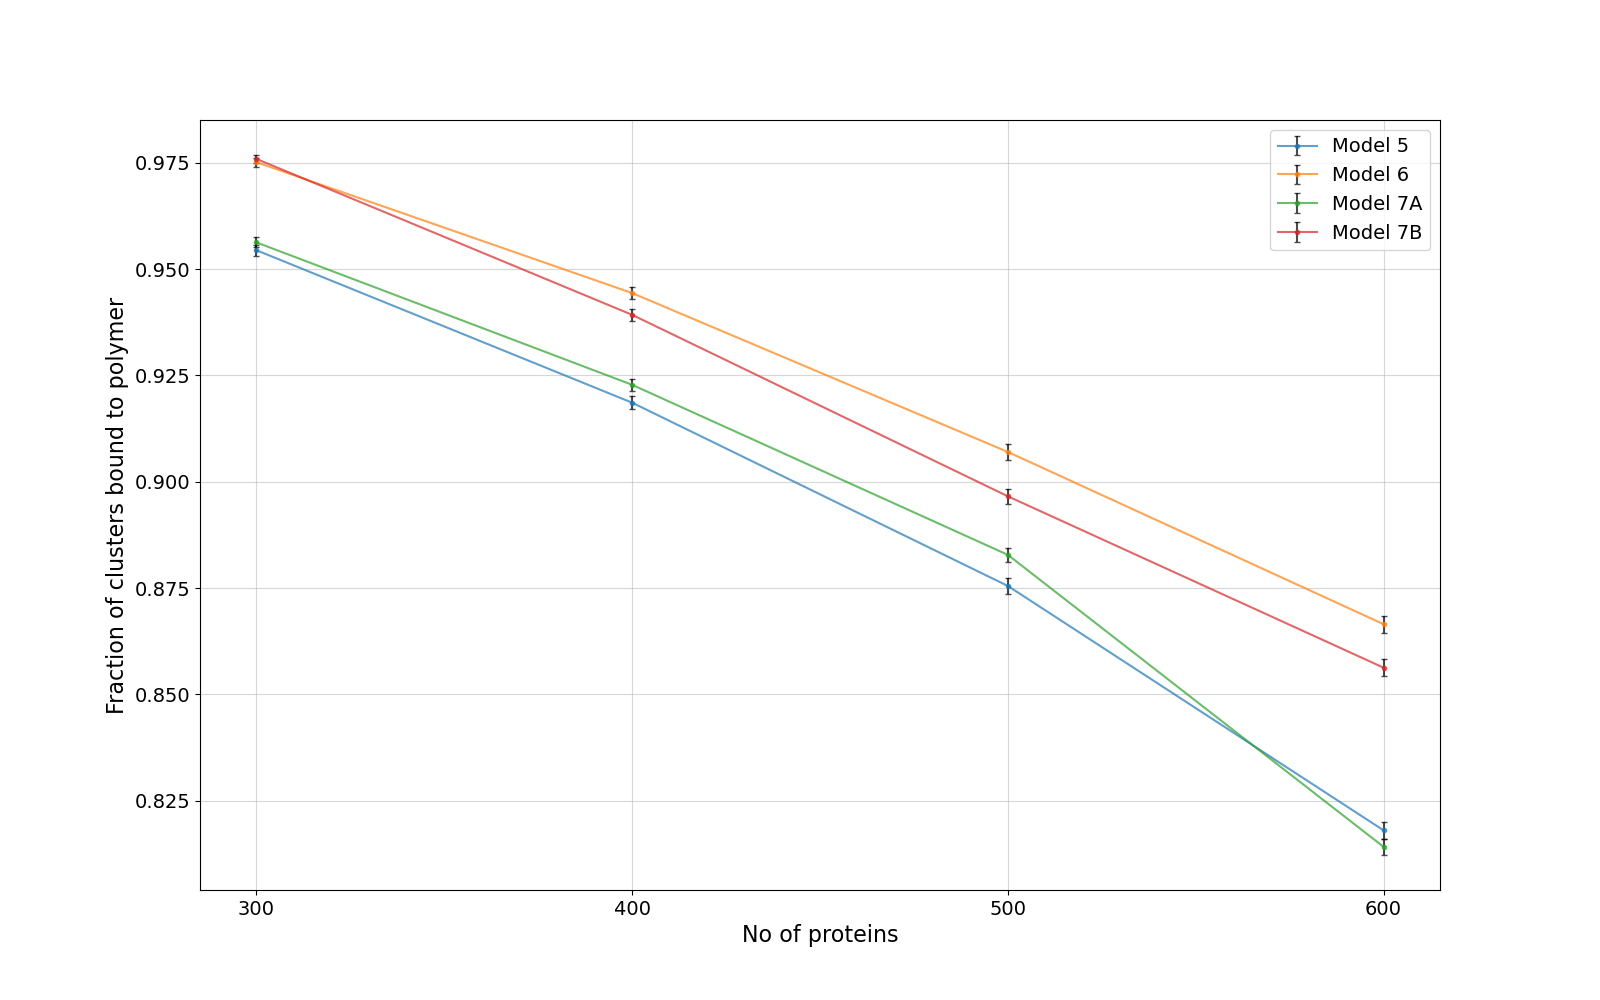 Model 5
Model 6
Model 7A
Model 7B
0.975
0.950
0.925
0.900
0.875
0.850
0.825
Fraction of clusters bound to polymer
300 400 500 600
No of proteins